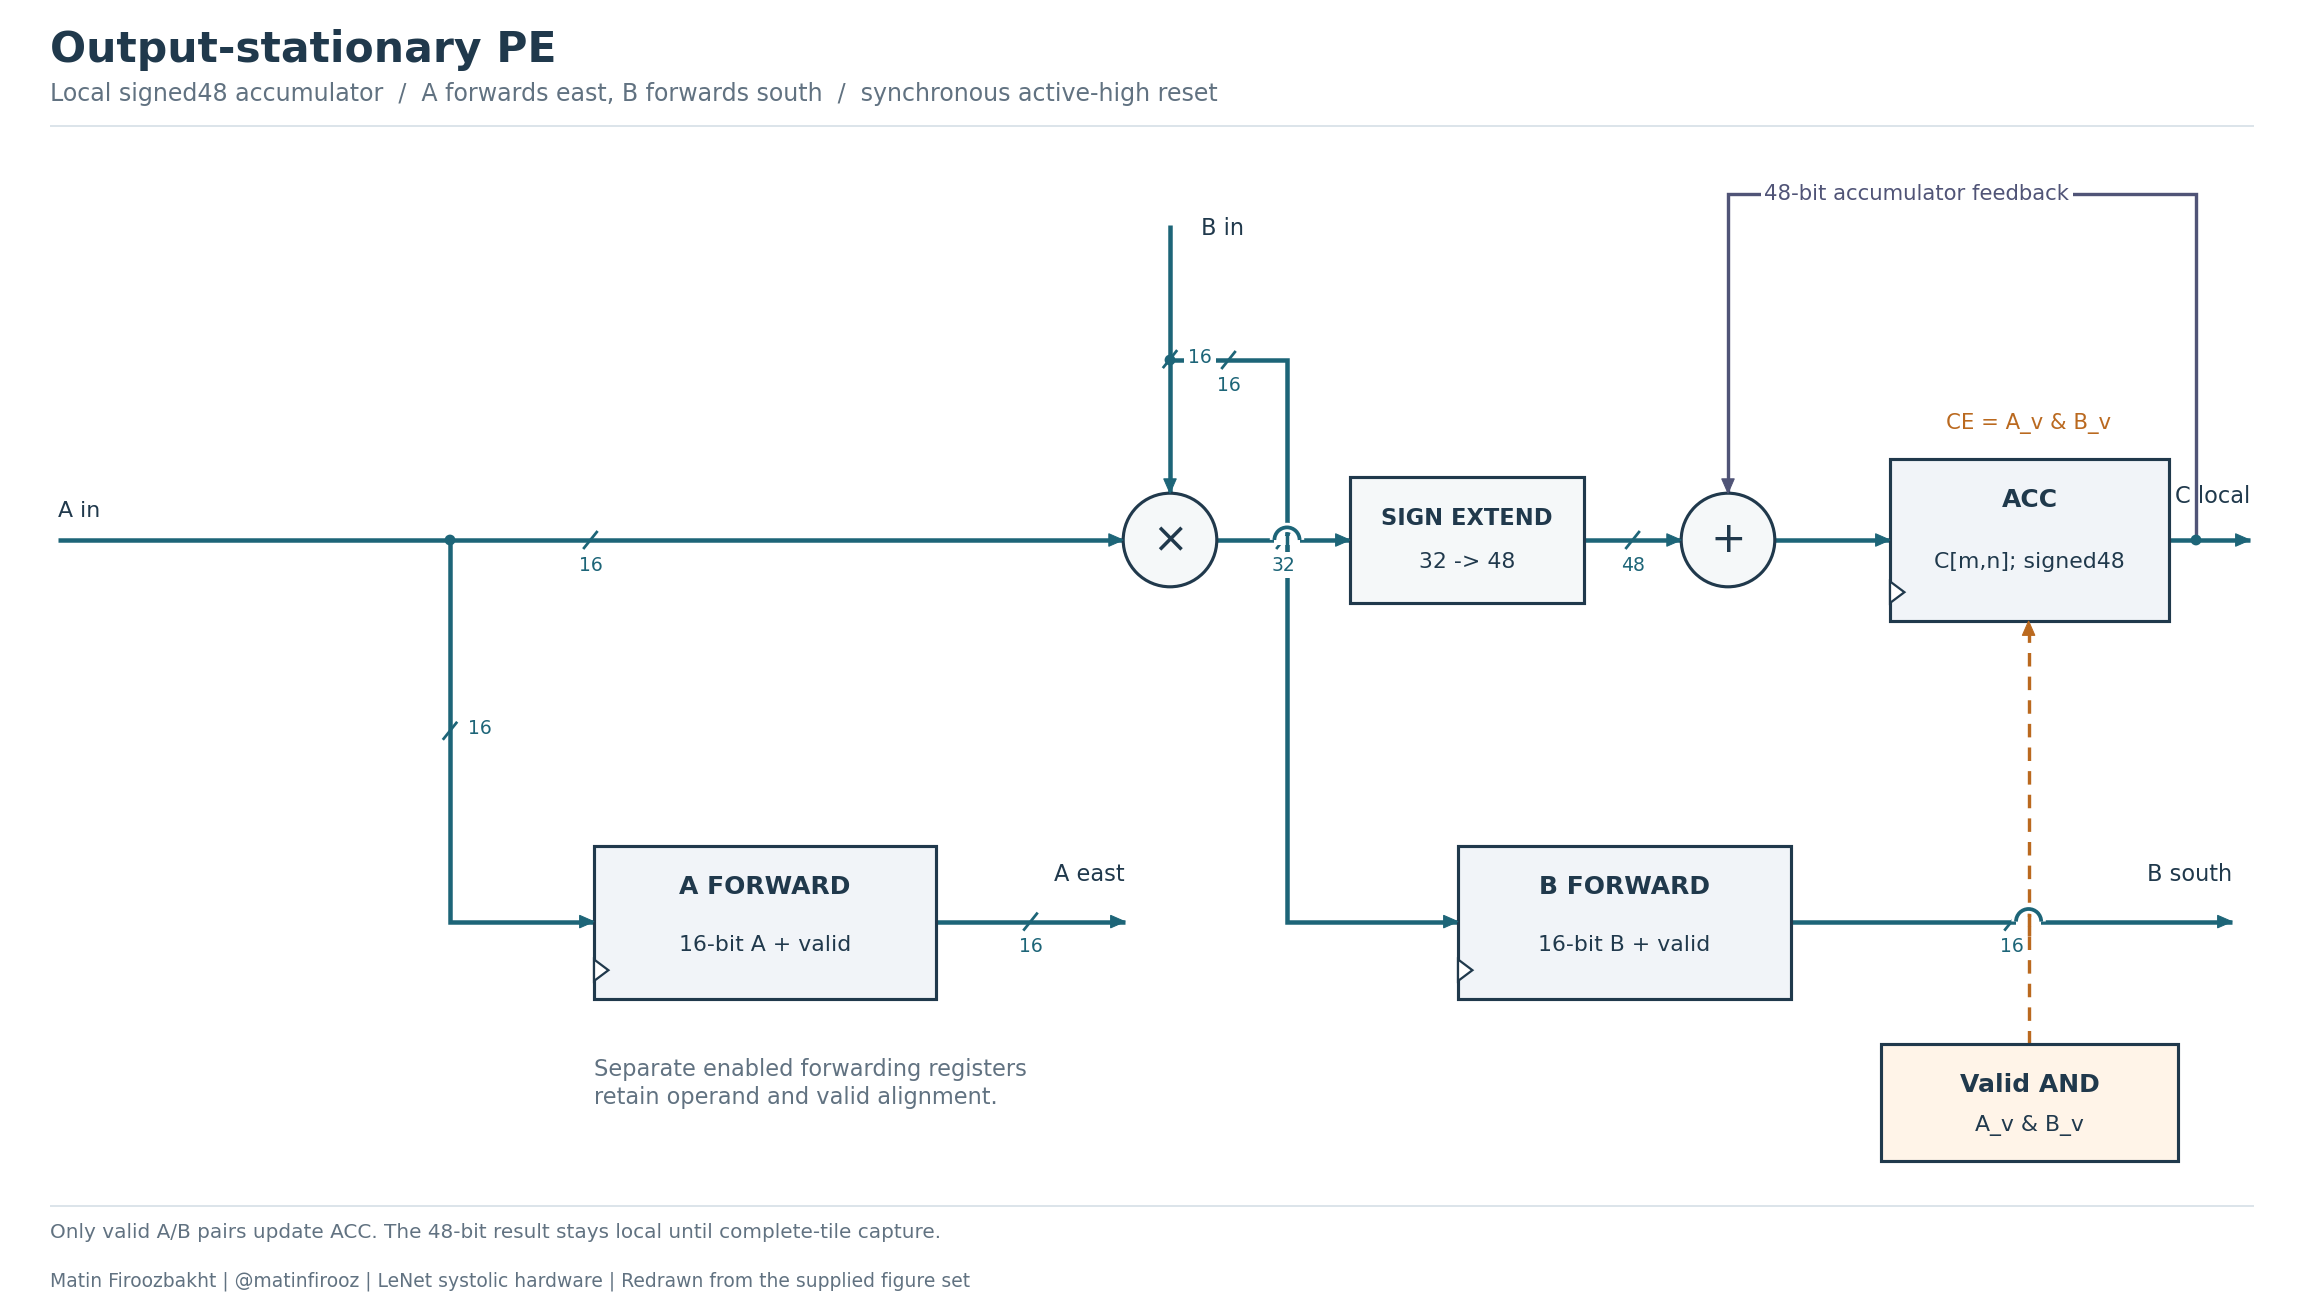 Output-stationary PE
Local signed48 accumulator / A forwards east, B forwards south / synchronous active-high reset
48-bit accumulator feedback
B in
16
16
CE = A_v & B_v
A in
16
×
32
SIGN EXTEND
32 -> 48
48
+
ACC
C[m,n]; signed48
C local
16
A FORWARD
16-bit A + valid
A east
16
B FORWARD
16-bit B + valid
B south
16
Separate enabled forwarding registers
retain operand and valid alignment.
Valid AND
A_v & B_v
Only valid A/B pairs update ACC. The 48-bit result stays local until complete-tile capture.
Matin Firoozbakht | @matinfirooz | LeNet systolic hardware | Redrawn from the supplied figure set